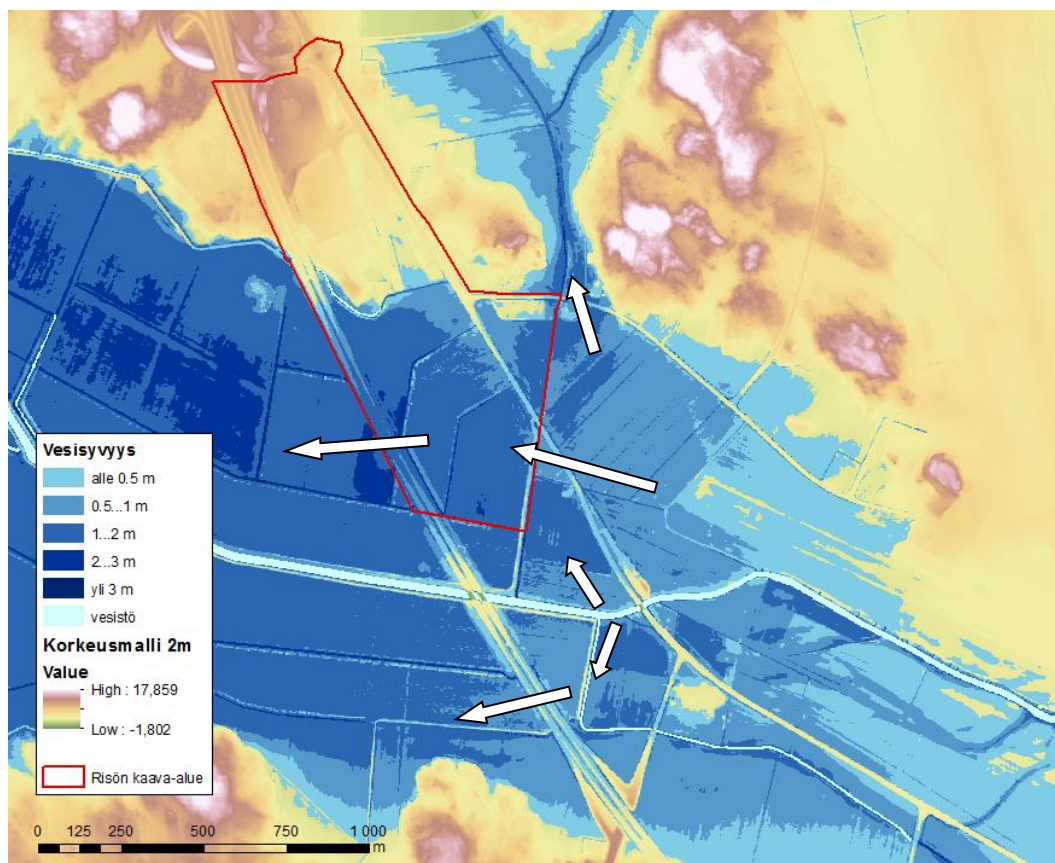 Vesisyvyys
alle 0.5 m
0.5...1 m
1...2 m
2...3 m
yli 3 m
vesistö
Korkeusmalli 2m
Value
High : 17,859
Low : -1,802
Risön kaava-alue
0 125 250 500 750 1 000
m